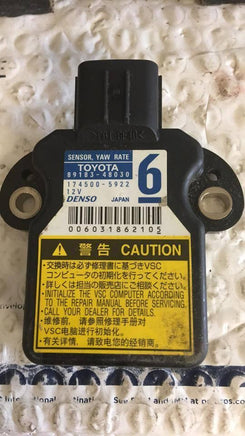 SENSOR, YAW RATE
TOYOTA
89183-48030
174500-5922
12V
DENSO JAPAN
6
006031862105
警告 CAUTION
・交換時は必ず修理書に基づきVSC
コンピュータの初期化を行ってください。
・詳しくは担当の販売店にご相談ください。
・INITIALIZE THE VSC COMPUTER ACCORDING
TO THE REPAIR MANUAL BEFORE SERVICING.
・CALL YOUR DEALER FOR DETAILS.
・维修前, 请参照修理手册对
VSC电脑进行初始化。
・有关详情, 请致电您的经销商。